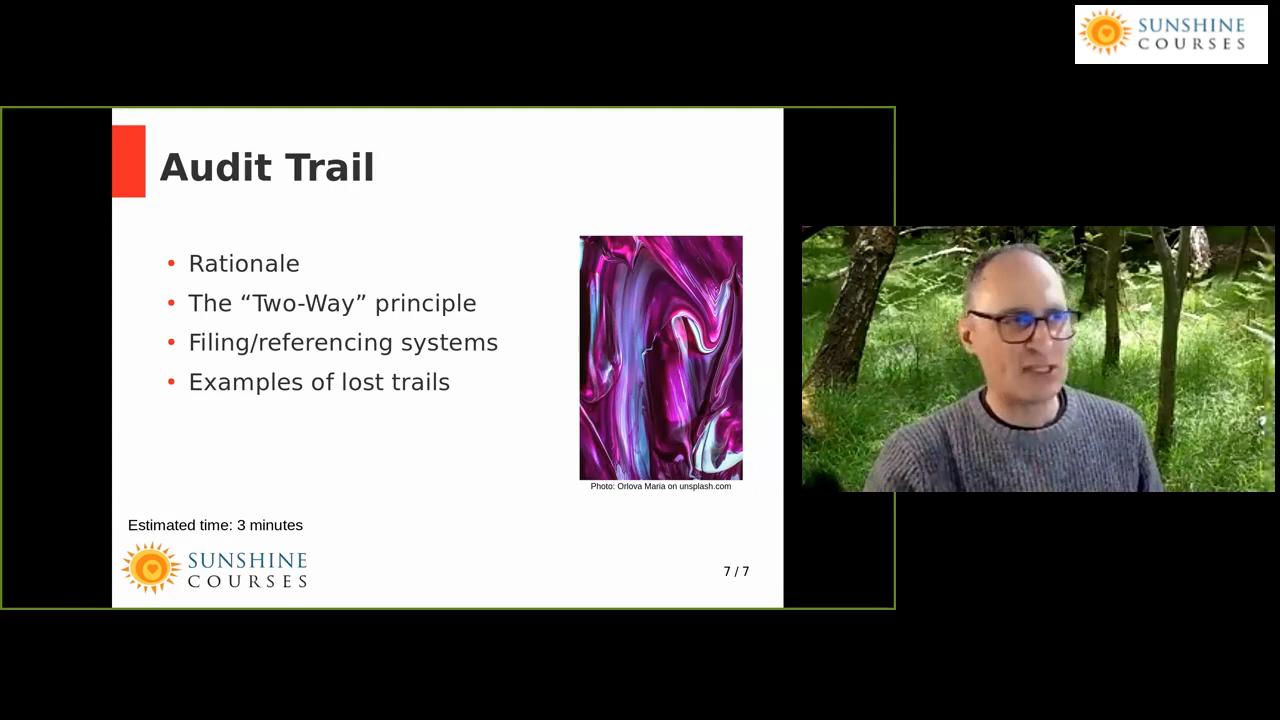 SUNSHINE
COURSES
Audit Trail
• Rationale
• The “Two-Way” principle
• Filing/referencing systems
• Examples of lost trails
Photo: Orlova Maria on unsplash.com
Estimated time: 3 minutes
SUNSHINE
COURSES
7 / 7